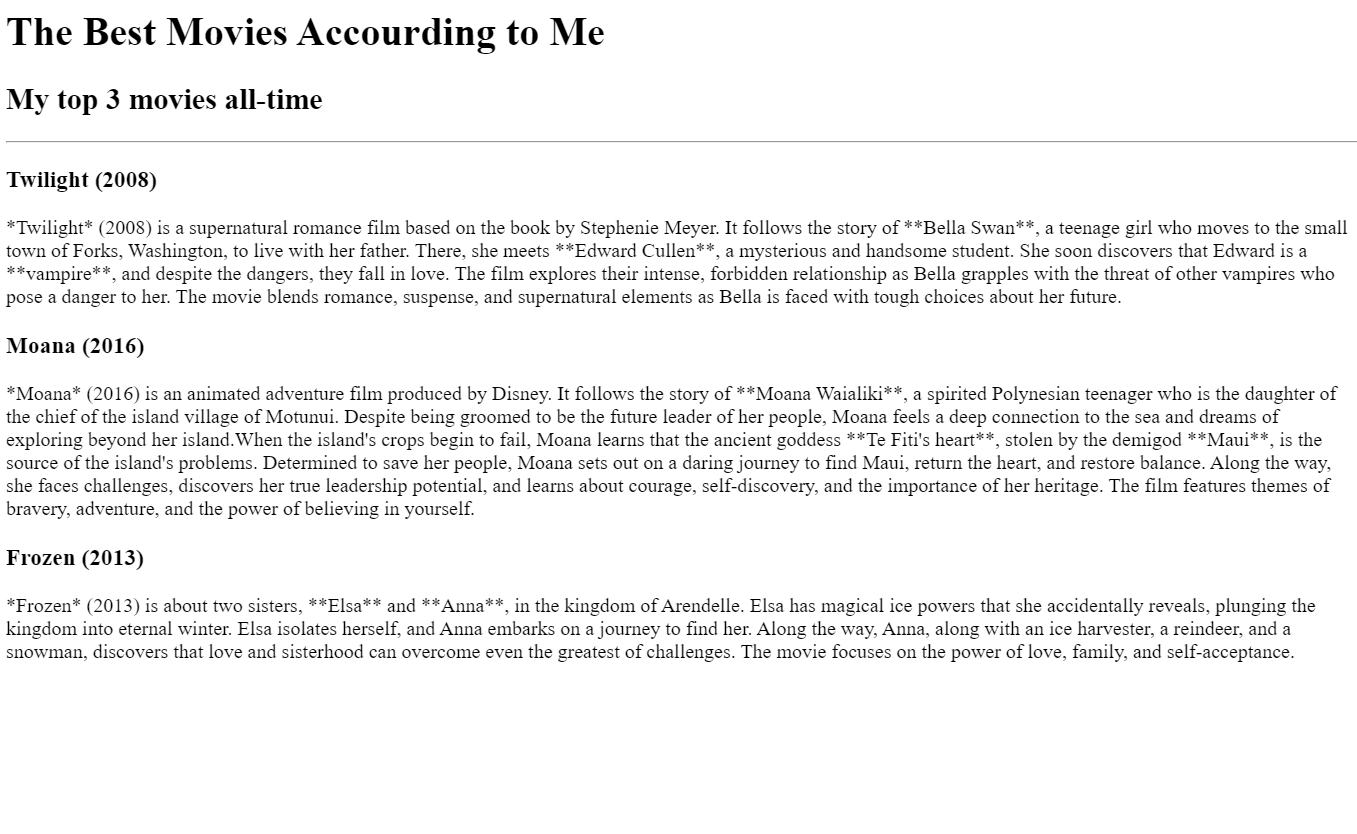 The Best Movies Accourding to Me
My top 3 movies all-time
Twilight (2008)
*Twilight* (2008) is a supernatural romance film based on the book by Stephenie Meyer. It follows the story of **Bella Swan**, a teenage girl who moves to the small
town of Forks, Washington, to live with her father. There, she meets **Edward Cullen**, a mysterious and handsome student. She soon discovers that Edward is a
**vampire**, and despite the dangers, they fall in love. The film explores their intense, forbidden relationship as Bella grapples with the threat of other vampires who
pose a danger to her. The movie blends romance, suspense, and supernatural elements as Bella is faced with tough choices about her future.
Moana (2016)
*Moana* (2016) is an animated adventure film produced by Disney. It follows the story of **Moana Waialiki**, a spirited Polynesian teenager who is the daughter of
the chief of the island village of Motunui. Despite being groomed to be the future leader of her people, Moana feels a deep connection to the sea and dreams of
exploring beyond her island.When the island's crops begin to fail, Moana learns that the ancient goddess **Te Fiti's heart**, stolen by the demigod **Maui**, is the
source of the island's problems. Determined to save her people, Moana sets out on a daring journey to find Maui, return the heart, and restore balance. Along the way,
she faces challenges, discovers her true leadership potential, and learns about courage, self-discovery, and the importance of her heritage. The film features themes of
bravery, adventure, and the power of believing in yourself.
Frozen (2013)
*Frozen* (2013) is about two sisters, **Elsa** and **Anna**, in the kingdom of Arendelle. Elsa has magical ice powers that she accidentally reveals, plunging the
kingdom into eternal winter. Elsa isolates herself, and Anna embarks on a journey to find her. Along the way, Anna, along with an ice harvester, a reindeer, and a
snowman, discovers that love and sisterhood can overcome even the greatest of challenges. The movie focuses on the power of love, family, and self-acceptance.